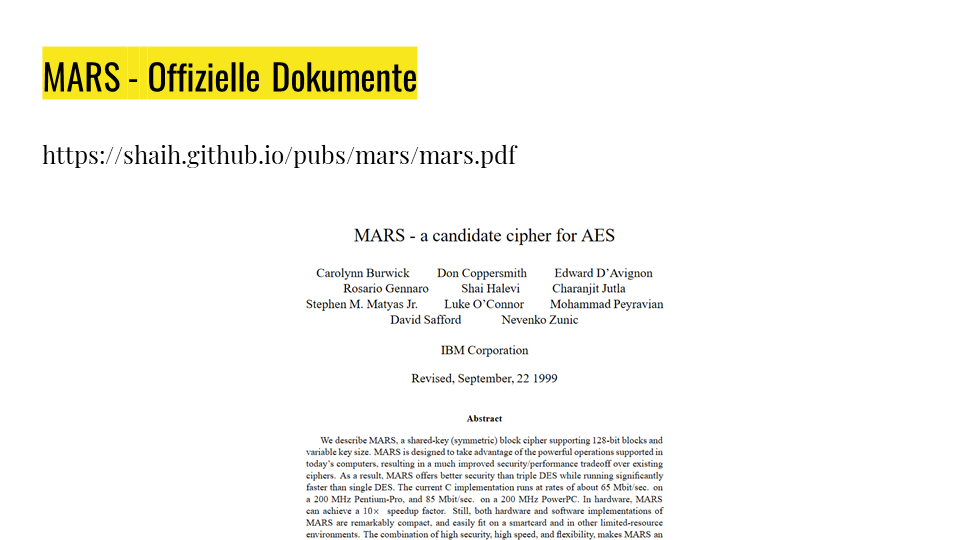 MARS - Offizielle Dokumente
https://shaih.github.io/pubs/mars/mars.pdf
MARS - a candidate cipher for AES
Carolynn Burwick Don Coppersmith Edward D'Avignon
Rosario Gennaro Shai Halevi Charanjit Jutla
Stephen M. Matyas Jr. Luke O'Connor Mohammad Peyravian
David Safford Nevenko Zunic
IBM Corporation
Revised, September, 22 1999
Abstract
We describe MARS, a shared-key (symmetric) block cipher supporting 128-bit blocks and
variable key size. MARS is designed to take advantage of the powerful operations supported in
today's computers, resulting in a much improved security/performance tradeoff over existing
ciphers. As a result, MARS offers better security than triple DES while running significantly
faster than single DES. The current C implementation runs at rates of about 65 Mbit/sec. on
a 200 MHz Pentium-Pro, and 85 Mbit/sec. on a 200 MHz PowerPC. In hardware, MARS
can achieve a 10× speedup factor. Still, both hardware and software implementations of
MARS are remarkably compact, and easily fit on a smartcard and in other limited-resource
environments. The combination of high security, high speed, and flexibility, makes MARS an